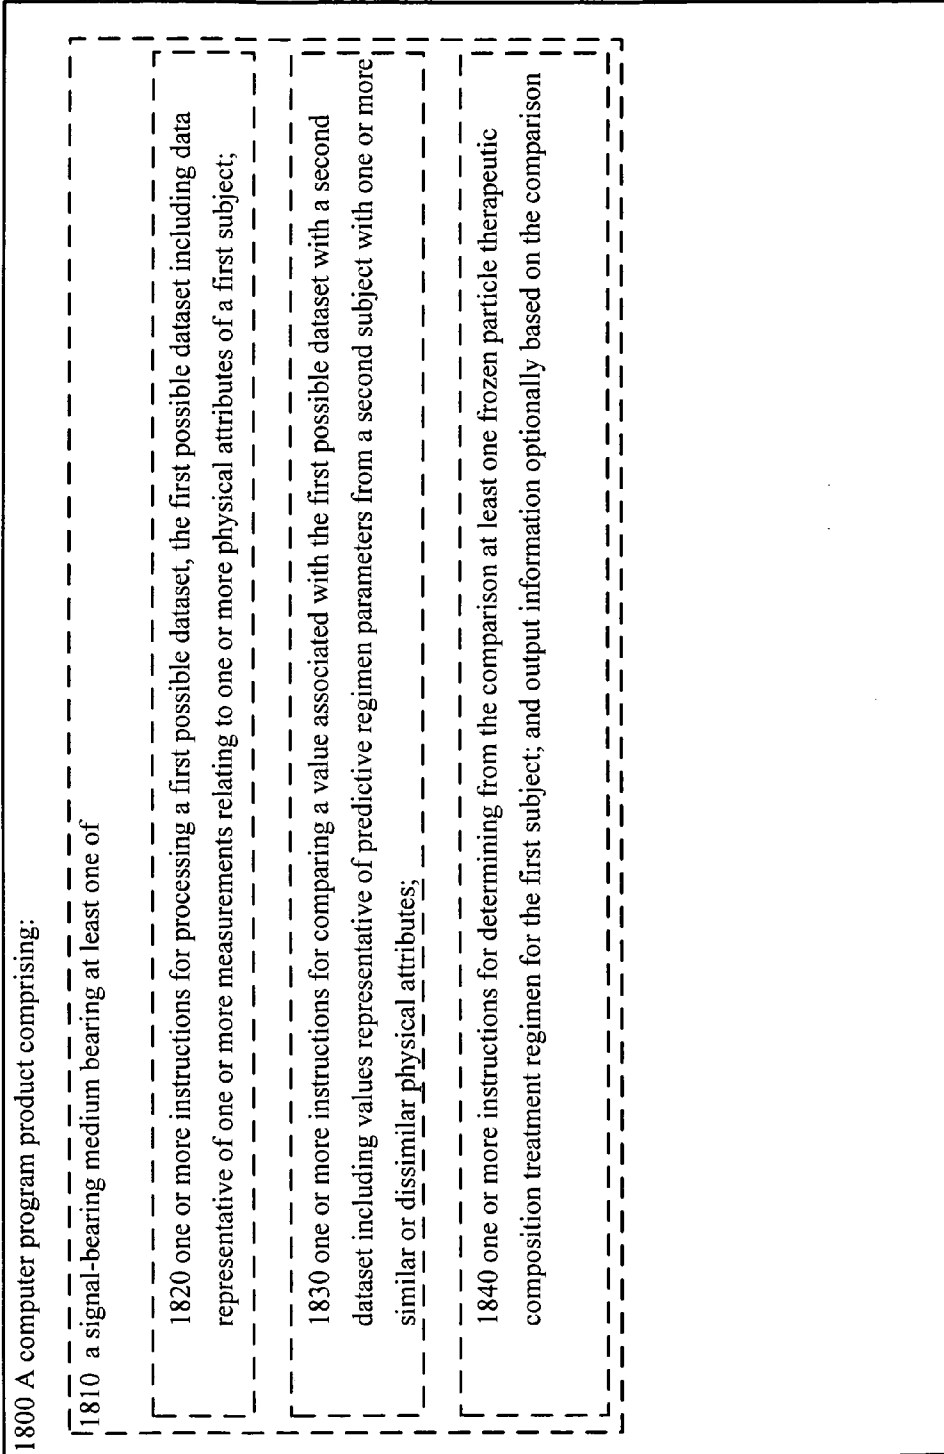 1800 A computer program product comprising:
1810 a signal-bearing medium bearing at least one of
1820 one or more instructions for processing a first possible dataset, the first possible dataset including data
representative of one or more measurements relating to one or more physical attributes of a first subject;
1830 one or more instructions for comparing a value associated with the first possible dataset with a second
dataset including values representative of predictive regimen parameters from a second subject with one or more
similar or dissimilar physical attributes;
1840 one or more instructions for determining from the comparison at least one frozen particle therapeutic
composition treatment regimen for the first subject; and output information optionally based on the comparison